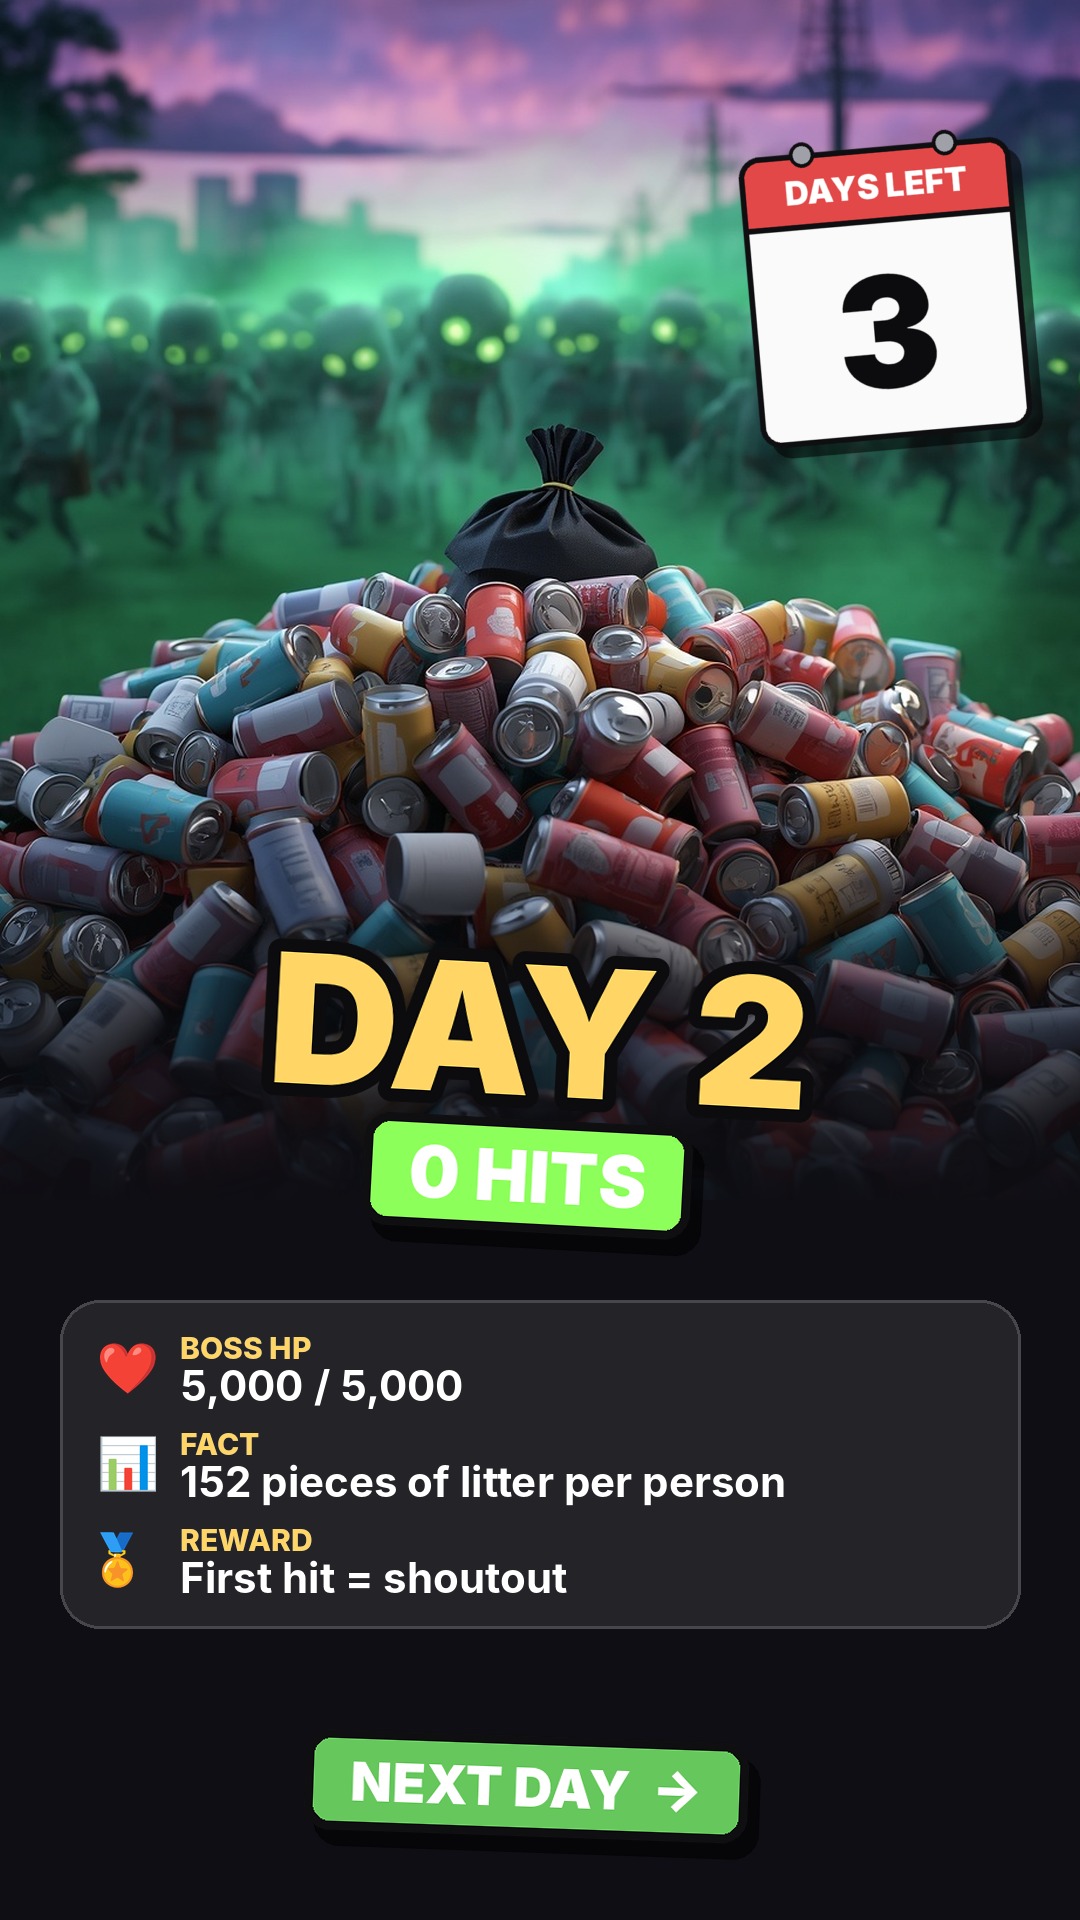 DAYS LEFT
3
DAY 2
0 HITS
BOSS HP
5,000 / 5,000
FACT
152 pieces of litter per person
REWARD
First hit = shoutout
NEXT DAY →